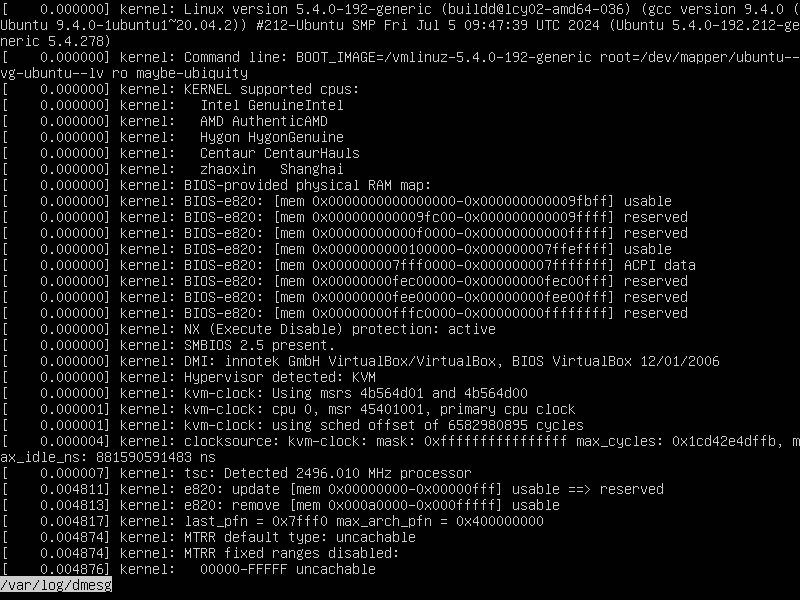 [    0.000000] kernel: Linux version 5.4.0-192-generic (buildd@lcy02-amd64-036) (gcc version 9.4.0 (
Ubuntu 9.4.0-1ubuntu1~20.04.2)) #212-Ubuntu SMP Fri Jul 5 09:47:39 UTC 2024 (Ubuntu 5.4.0-192.212-ge
neric 5.4.278)
[    0.000000] kernel: Command line: BOOT_IMAGE=/vmlinuz-5.4.0-192-generic root=/dev/mapper/ubuntu--
vg-ubuntu--lv ro maybe-ubiquity
[    0.000000] kernel: KERNEL supported cpus:
[    0.000000] kernel:   Intel GenuineIntel
[    0.000000] kernel:   AMD AuthenticAMD
[    0.000000] kernel:   Hygon HygonGenuine
[    0.000000] kernel:   Centaur CentaurHauls
[    0.000000] kernel:   zhaoxin   Shanghai
[    0.000000] kernel: BIOS-provided physical RAM map:
[    0.000000] kernel: BIOS-e820: [mem 0x0000000000000000-0x000000000009fbff] usable
[    0.000000] kernel: BIOS-e820: [mem 0x000000000009fc00-0x000000000009ffff] reserved
[    0.000000] kernel: BIOS-e820: [mem 0x00000000000f0000-0x00000000000fffff] reserved
[    0.000000] kernel: BIOS-e820: [mem 0x0000000000100000-0x000000007ffeffff] usable
[    0.000000] kernel: BIOS-e820: [mem 0x000000007fff0000-0x000000007fffffff] ACPI data
[    0.000000] kernel: BIOS-e820: [mem 0x00000000fec00000-0x00000000fec00fff] reserved
[    0.000000] kernel: BIOS-e820: [mem 0x00000000fee00000-0x00000000fee00fff] reserved
[    0.000000] kernel: BIOS-e820: [mem 0x00000000fffc0000-0x00000000ffffffff] reserved
[    0.000000] kernel: NX (Execute Disable) protection: active
[    0.000000] kernel: SMBIOS 2.5 present.
[    0.000000] kernel: DMI: innotek GmbH VirtualBox/VirtualBox, BIOS VirtualBox 12/01/2006
[    0.000000] kernel: Hypervisor detected: KVM
[    0.000000] kernel: kvm-clock: Using msrs 4b564d01 and 4b564d00
[    0.000001] kernel: kvm-clock: cpu 0, msr 45401001, primary cpu clock
[    0.000001] kernel: kvm-clock: using sched offset of 6582980895 cycles
[    0.000004] kernel: clocksource: kvm-clock: mask: 0xffffffffffffffff max_cycles: 0x1cd42e4dffb, m
ax_idle_ns: 881590591483 ns
[    0.000007] kernel: tsc: Detected 2496.010 MHz processor
[    0.004811] kernel: e820: update [mem 0x00000000-0x00000fff] usable ==> reserved
[    0.004813] kernel: e820: remove [mem 0x000a0000-0x000fffff] usable
[    0.004817] kernel: last_pfn = 0x7fff0 max_arch_pfn = 0x400000000
[    0.004874] kernel: MTRR default type: uncachable
[    0.004874] kernel: MTRR fixed ranges disabled:
[    0.004876] kernel:   00000-FFFFF uncachable
/var/log/dmesg